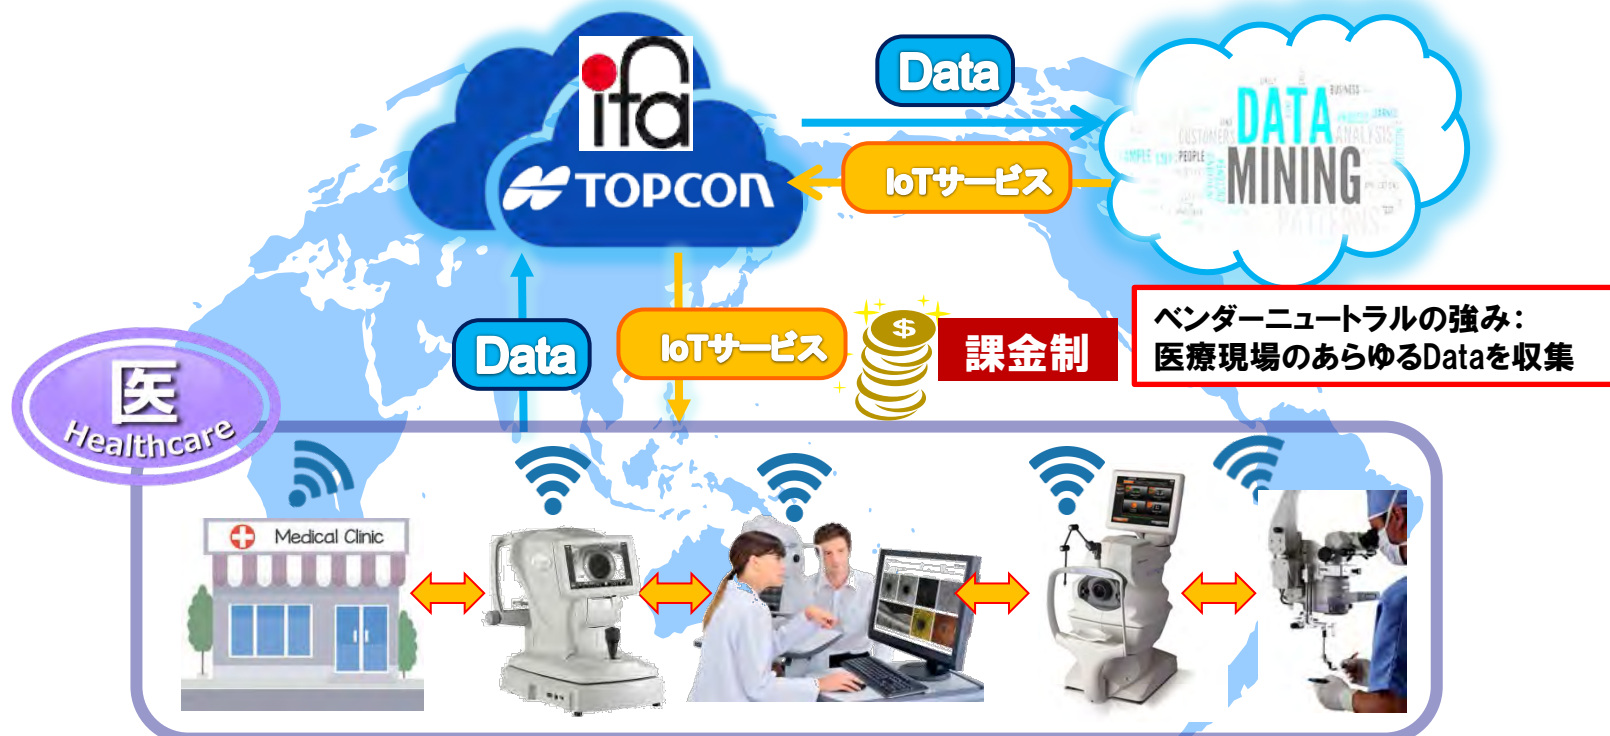 ifa
TOPCON
Data
IoTサービス
DATA
MINING
CUSTOMERS
ANALYSIS
PEOPLE
BUSINESS
PATTERNS
Data
IoTサービス
$
課金制
ベンダーニュートラルの強み：
医療現場のあらゆるDataを収集
医
Healthcare
Medical Clinic